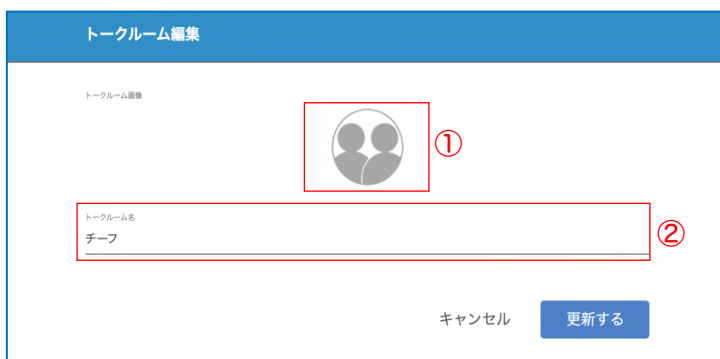 トークルーム編集
トークルーム画像
①
トークルーム名
チーフ
②
キャンセル 更新する